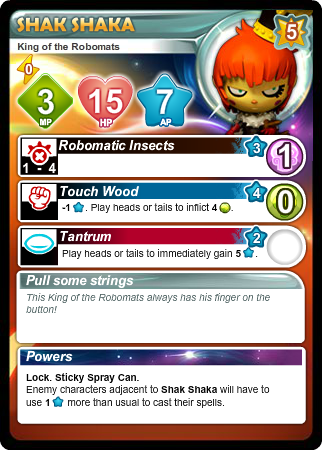 SHAK SHAKA
5
King of the Robomats
0
3
MP
15
HP
7
AP
Robomatic Insects
3
1
1 - 4
Touch Wood
4
0
-1 . Play heads or tails to inflict 4 .
Tantrum
2
Play heads or tails to immediately gain 5 .
Pull some strings
This King of the Robomats always has his finger on the
button!
Powers
Lock. Sticky Spray Can.
Enemy characters adjacent to Shak Shaka will have to
use 1 more than usual to cast their spells.